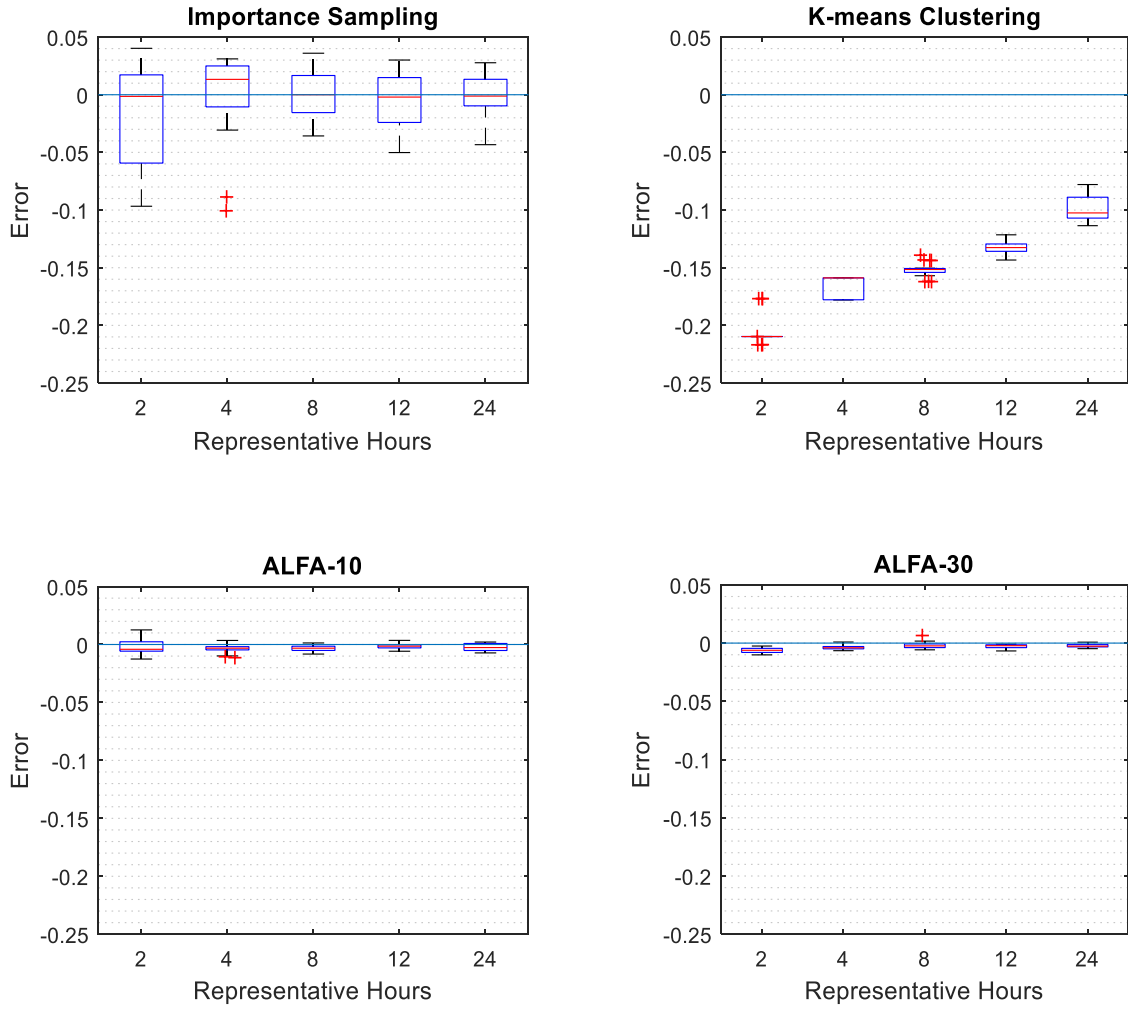 Importance Sampling
0.05
0
-0.05
-0.1
-0.15
-0.2
-0.25
Error
2 4 8 12 24
Representative Hours
K-means Clustering
0.05
0
-0.05
-0.1
-0.15
-0.2
-0.25
Error
2 4 8 12 24
Representative Hours
ALFA-10
0.05
0
-0.05
-0.1
-0.15
-0.2
-0.25
Error
2 4 8 12 24
Representative Hours
ALFA-30
0.05
0
-0.05
-0.1
-0.15
-0.2
-0.25
Error
2 4 8 12 24
Representative Hours